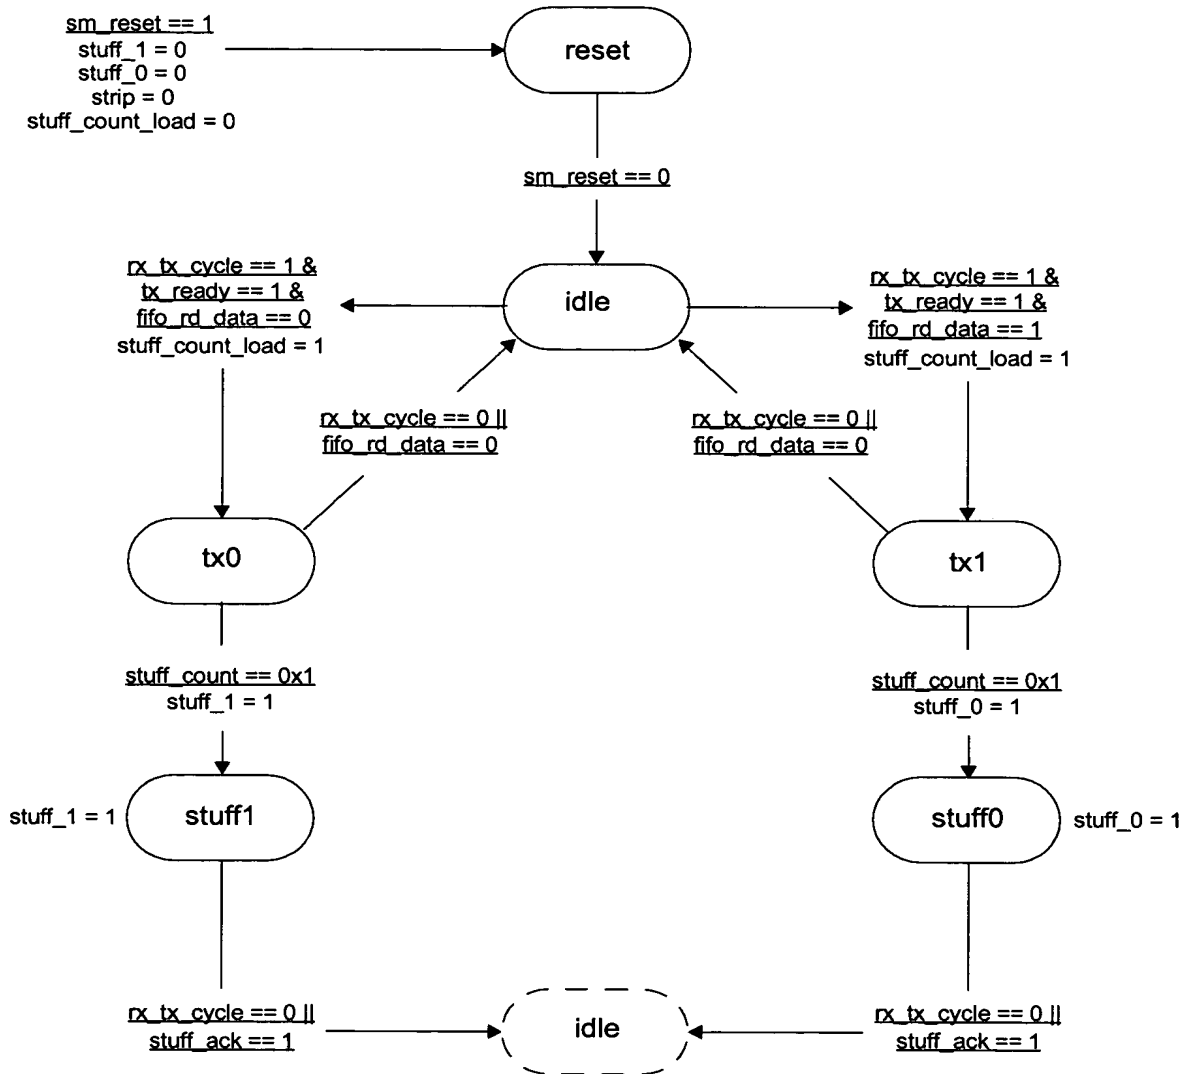 sm_reset == 1
stuff_1 = 0
stuff_0 = 0
strip = 0
stuff_count_load = 0
reset
sm_reset == 0
idle
rx_tx_cycle == 1 &
tx_ready == 1 &
fifo_rd_data == 0
stuff_count_load = 1
rx_tx_cycle == 1 &
tx_ready == 1 &
fifo_rd_data == 1
stuff_count_load = 1
rx_tx_cycle == 0 ||
fifo_rd_data == 0
rx_tx_cycle == 0 ||
fifo_rd_data == 0
tx0
tx1
stuff_count == 0x1
stuff_1 = 1
stuff_count == 0x1
stuff_0 = 1
stuff_1 = 1
stuff1
stuff0
stuff_0 = 1
rx_tx_cycle == 0 ||
stuff_ack == 1
idle
rx_tx_cycle == 0 ||
stuff_ack == 1